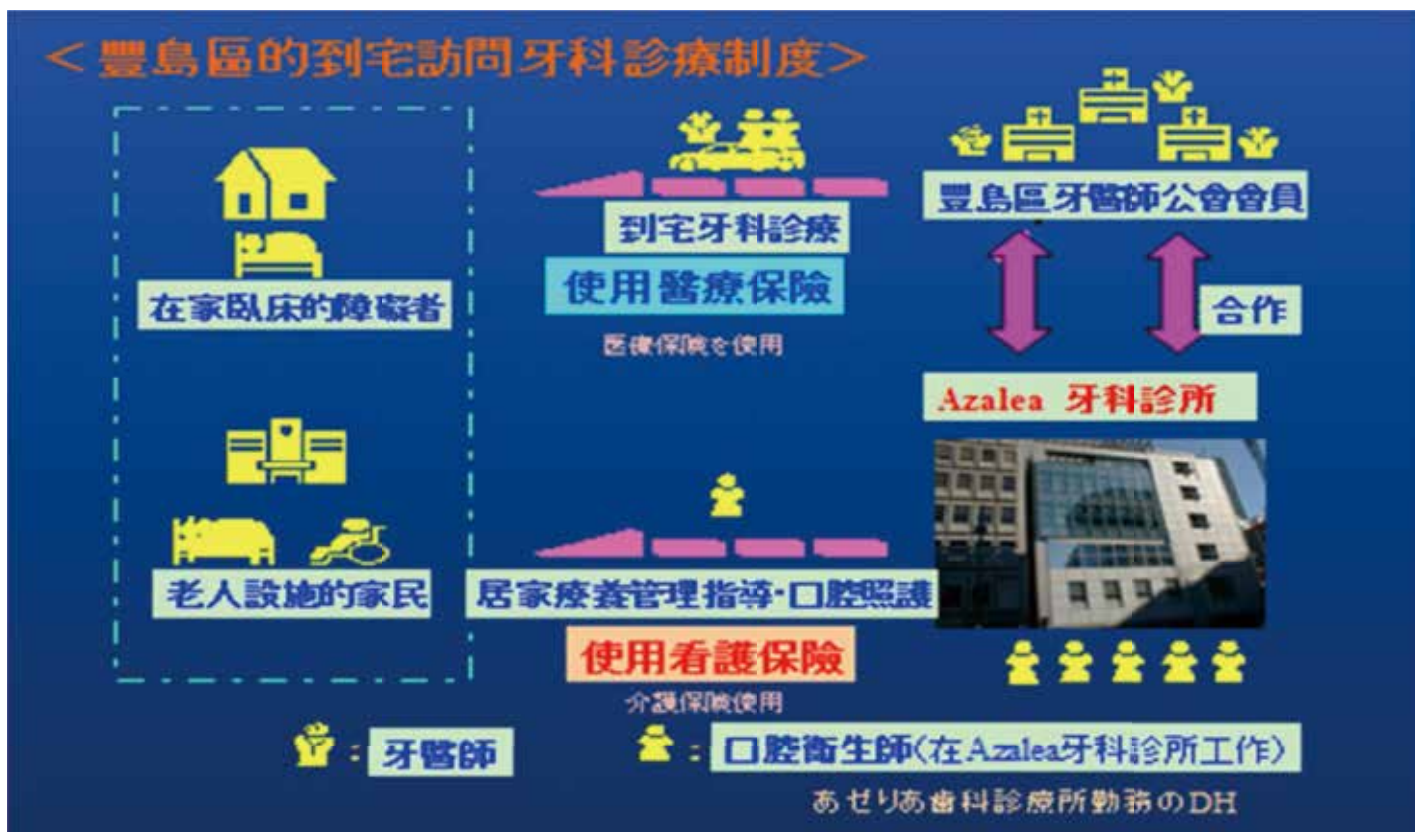 ＜豐島區的到宅訪問牙科診療制度＞
到宅牙科診療
豐島區牙醫師公會會員
使用醫療保險
在家臥床的障礙者
医療保険を使用
合作
Azalea 牙科診所
老人設施的家民
居家療養管理指導・口腔照護
使用看護保險
介護保険使用
：牙醫師
：口腔衛生師（在Azalea牙科診所工作）
あぜりあ歯科診療所勤務のDH